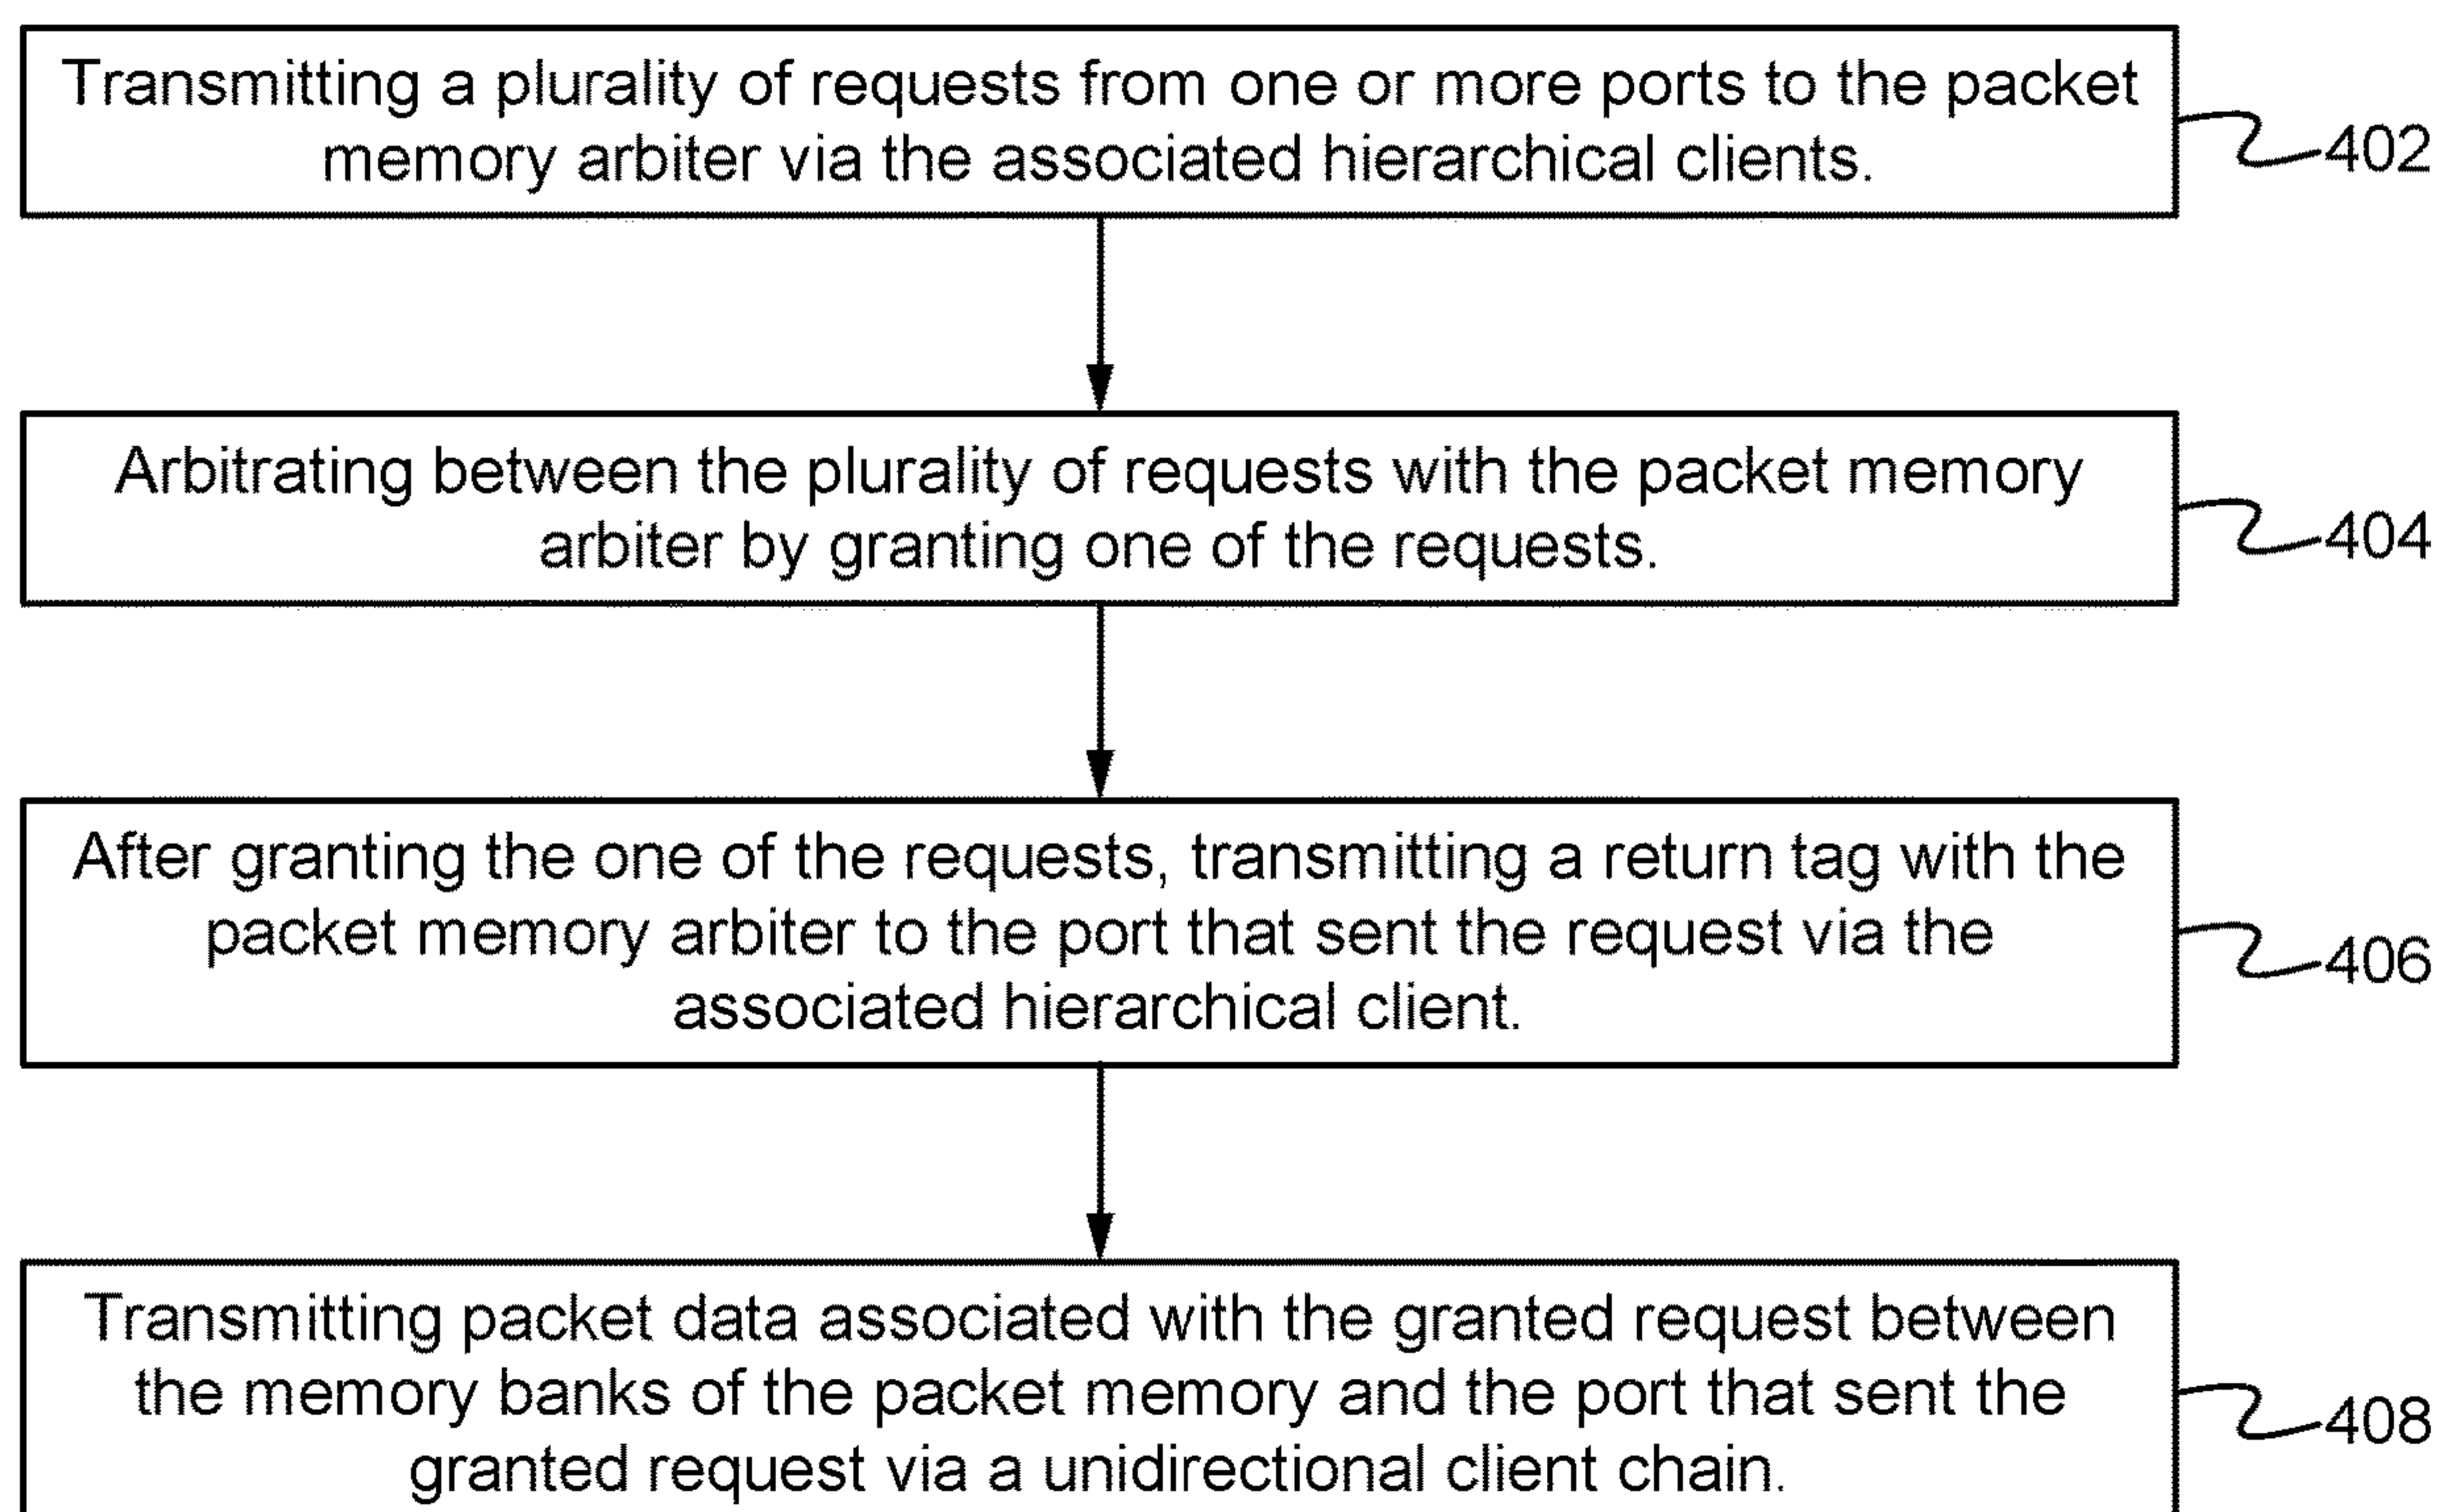 Transmitting a plurality of requests from one or more ports to the packet
memory arbiter via the associated hierarchical clients.
402
Arbitrating between the plurality of requests with the packet memory
arbiter by granting one of the requests.
404
After granting the one of the requests, transmitting a return tag with the
packet memory arbiter to the port that sent the request via the
associated hierarchical client.
406
Transmitting packet data associated with the granted request between
the memory banks of the packet memory and the port that sent the
granted request via a unidirectional client chain.
408